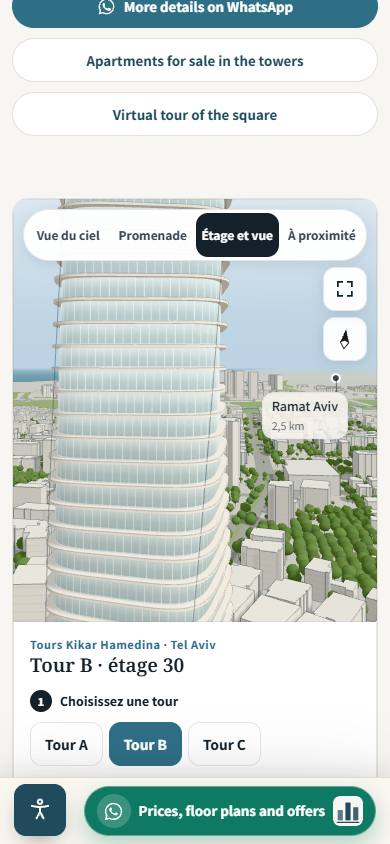 More details on WhatsApp
Apartments for sale in the towers
Virtual tour of the square
Vue du ciel
Promenade
Étage et vue
À proximité
Ramat Aviv
2,5 km
Tours Kikar Hamedina · Tel Aviv
Tour B · étage 30
1 Choisissez une tour
Tour A
Tour B
Tour C
Prices, floor plans and offers